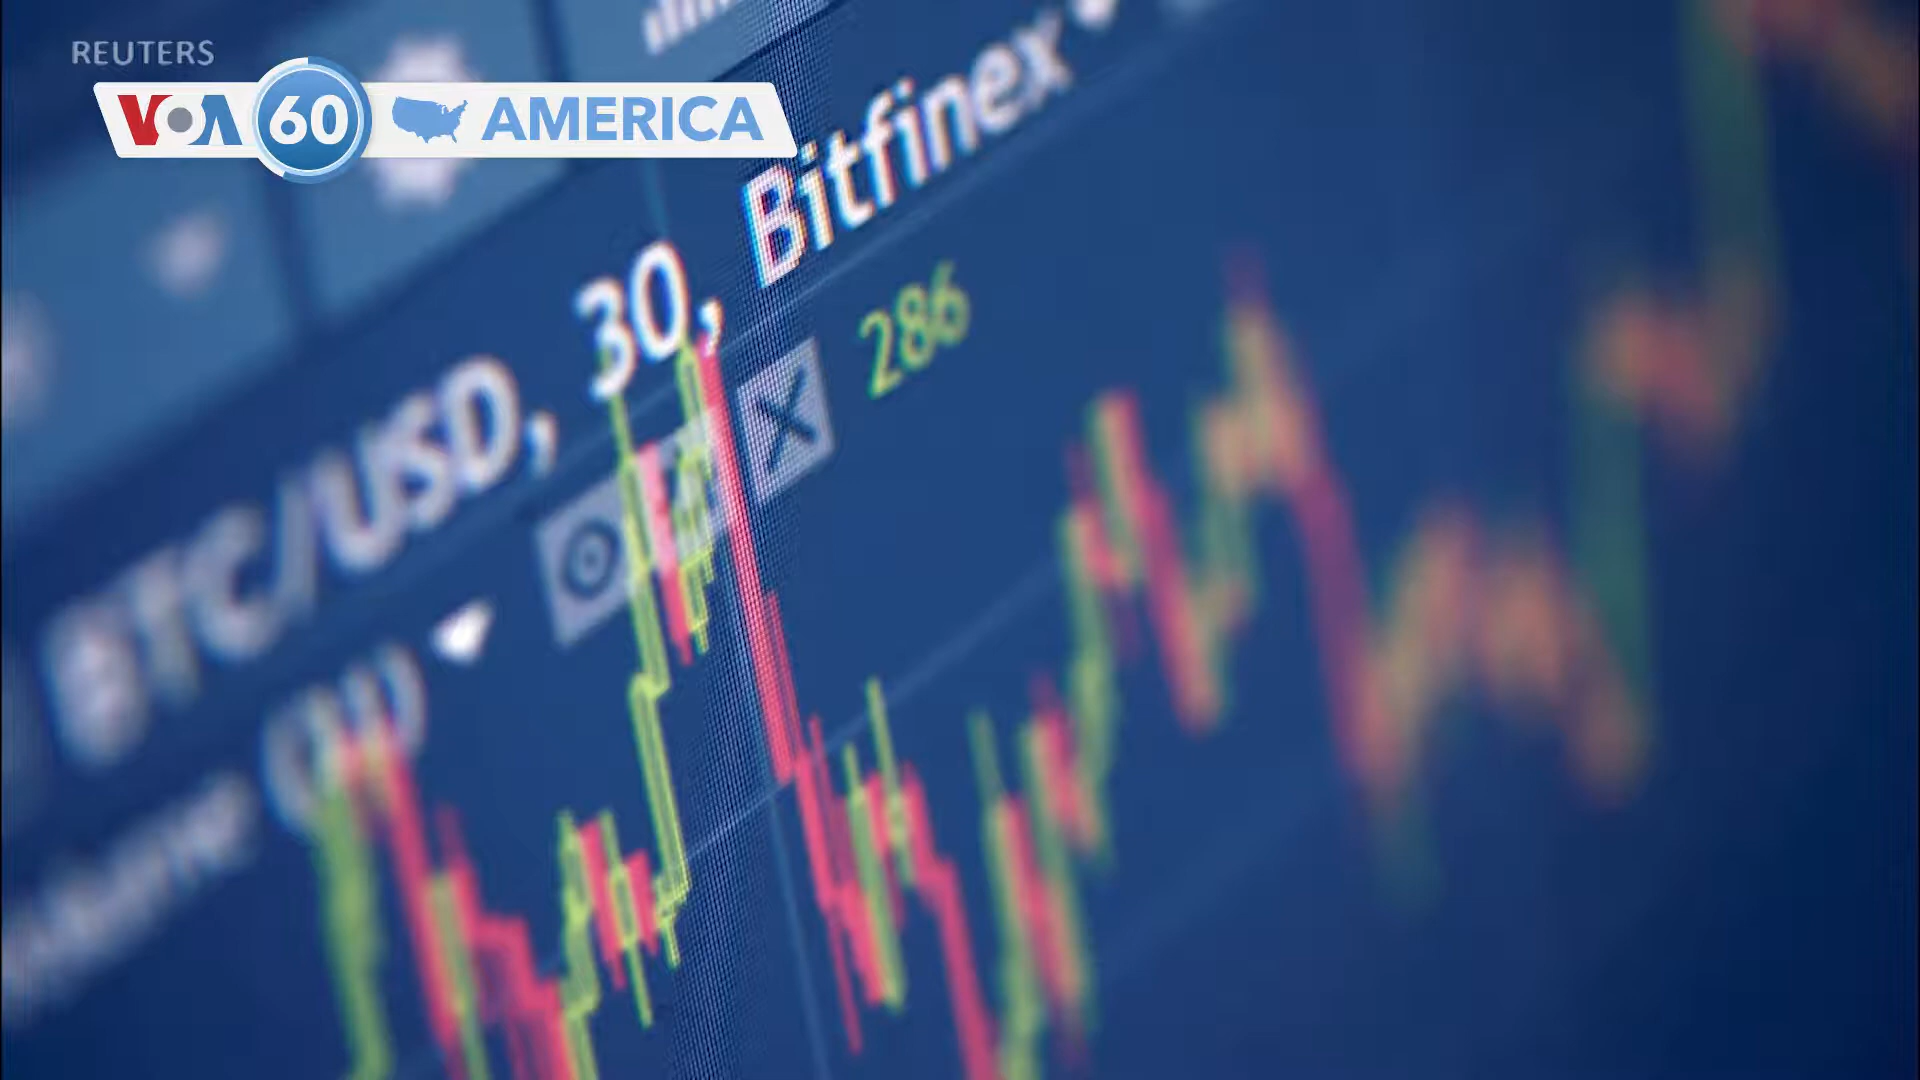 REUTERS
VOA 60 AMERICA
BTC/USD, 30, Bitfinex
286